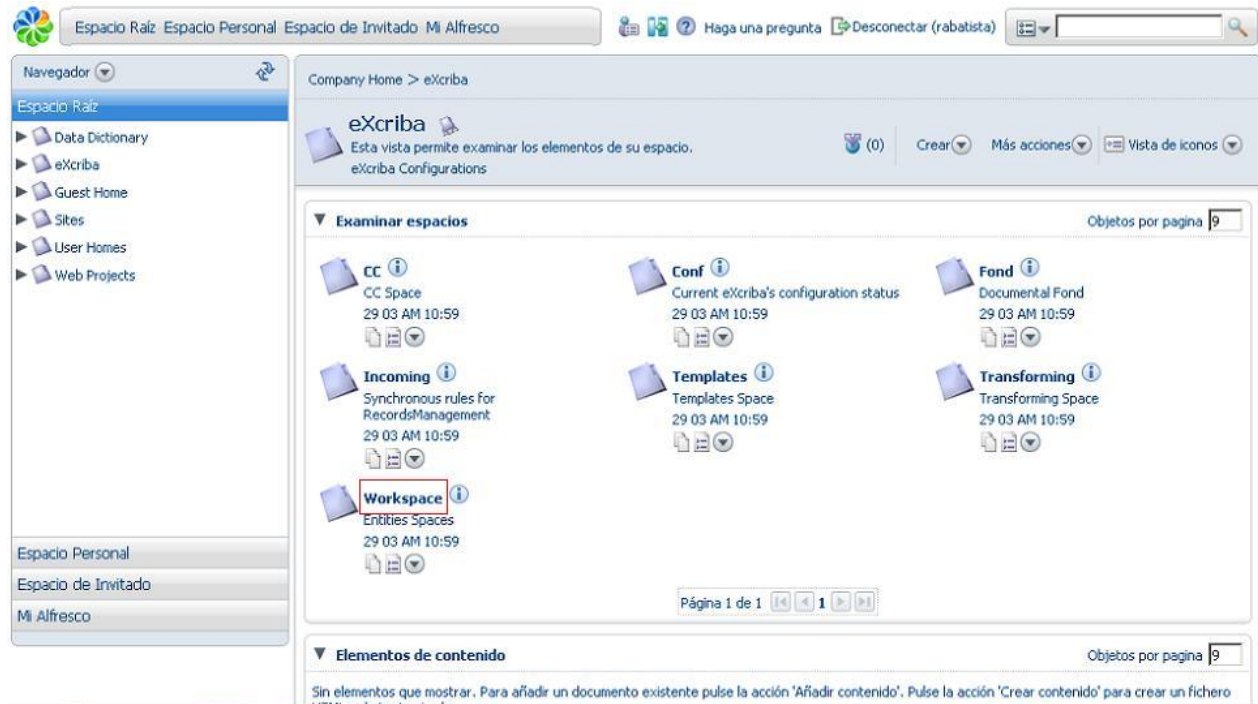 Espacio Raíz Espacio Personal Espacio de Invitado Mi Alfresco
Haga una pregunta Desconectar (rabatista)
Navegador
Espacio Raíz
Data Dictionary
eXcriba
Guest Home
Sites
User Homes
Web Projects
Espacio Personal
Espacio de Invitado
Mi Alfresco
Company Home > eXcriba
eXcriba
Esta vista permite examinar los elementos de su espacio.
eXcriba Configurations
(0) Crear Más acciones Vista de iconos
Examinar espacios
Objetos por pagina 9
CC
CC Space
29 03 AM 10:59
Conf
Current eXcriba's configuration status
29 03 AM 10:59
Fond
Documental Fond
29 03 AM 10:59
Incoming
Synchronous rules for
RecordsManagement
29 03 AM 10:59
Templates
Templates Space
29 03 AM 10:59
Transforming
Transforming Space
29 03 AM 10:59
Workspace
Entities Spaces
29 03 AM 10:59
Página 1 de 1 1
Elementos de contenido
Objetos por pagina 9
Sin elementos que mostrar. Para añadir un documento existente pulse la acción 'Añadir contenido'. Pulse la acción 'Crear contenido' para crear un fichero